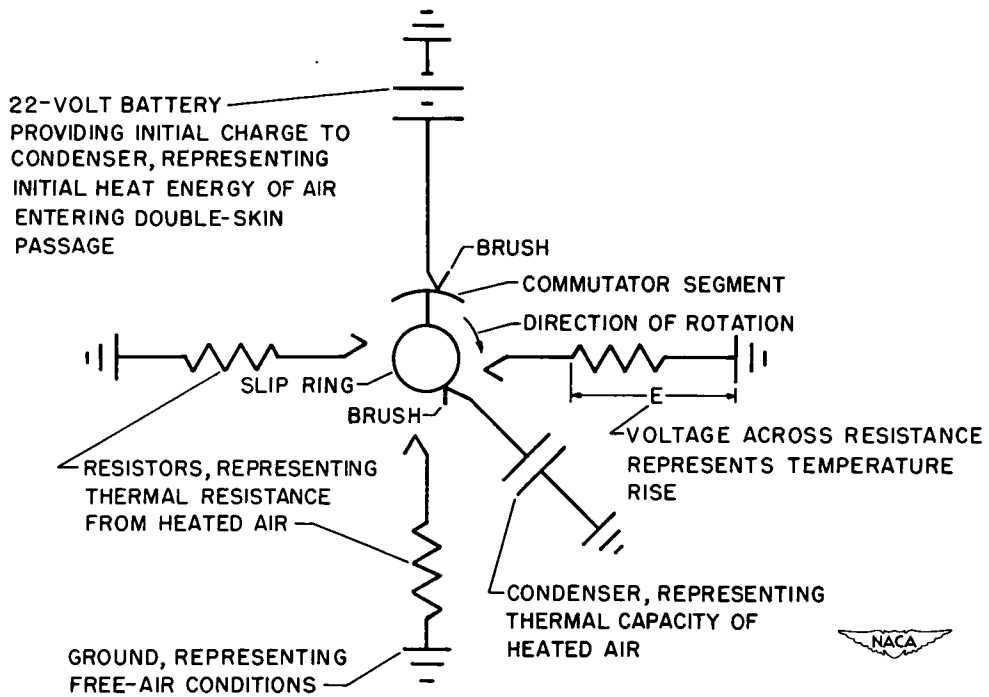 22-VOLT BATTERY
PROVIDING INITIAL CHARGE TO
CONDENSER, REPRESENTING
INITIAL HEAT ENERGY OF AIR
ENTERING DOUBLE-SKIN
PASSAGE
BRUSH
COMMUTATOR SEGMENT
DIRECTION OF ROTATION
SLIP RING
BRUSH
E
VOLTAGE ACROSS RESISTANCE
REPRESENTS TEMPERATURE
RISE
RESISTORS, REPRESENTING
THERMAL RESISTANCE
FROM HEATED AIR
CONDENSER, REPRESENTING
THERMAL CAPACITY OF
HEATED AIR
GROUND, REPRESENTING
FREE-AIR CONDITIONS
NACA